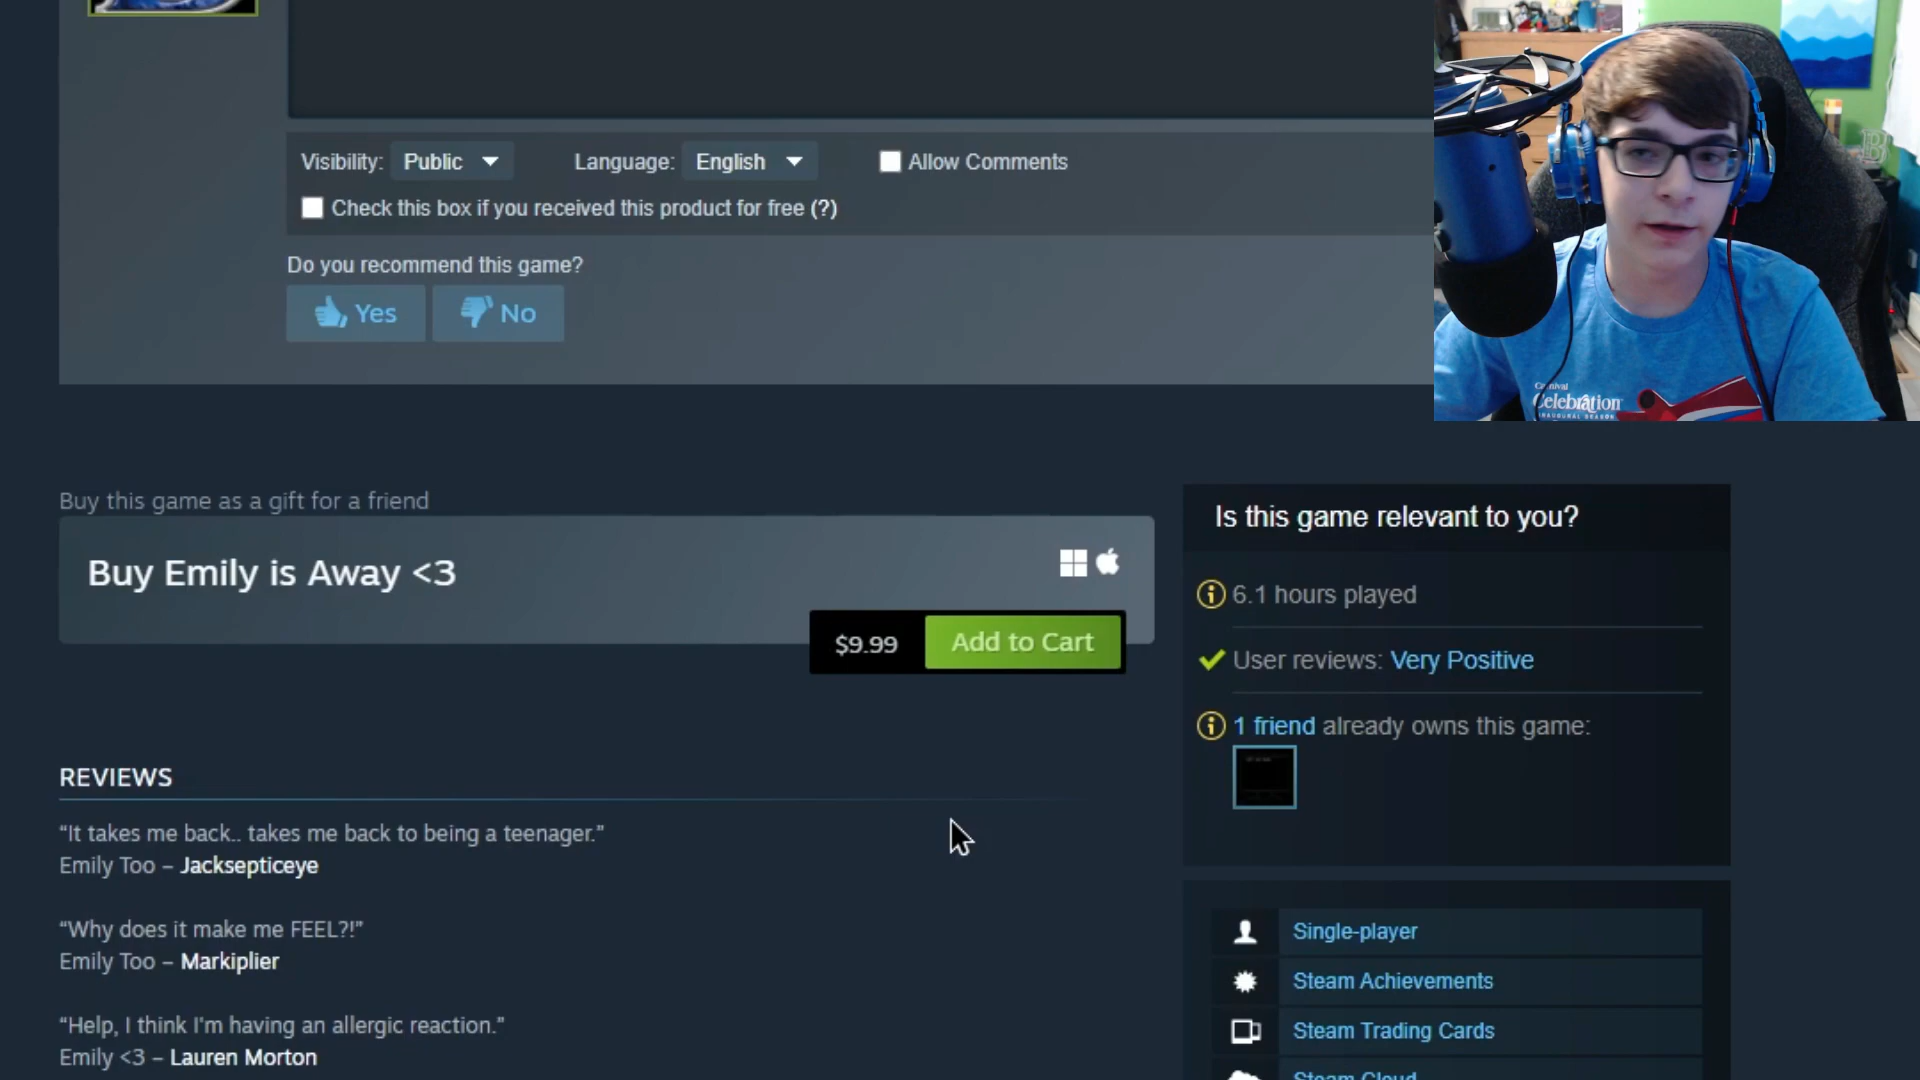 Visibility: Public Language: English Allow Comments
Check this box if you received this product for free (?)
Do you recommend this game?
Yes No
Carnival
Celebration
INAUGURAL SEASON
B
Buy this game as a gift for a friend
Buy Emily is Away <3
$9.99 Add to Cart
Is this game relevant to you?
6.1 hours played
User reviews: Very Positive
1 friend already owns this game:
REVIEWS
“It takes me back.. takes me back to being a teenager.”
Emily Too – Jacksepticeye
“Why does it make me FEEL?!”
Emily Too – Markiplier
“Help, I think I'm having an allergic reaction.”
Emily <3 – Lauren Morton
Single-player
Steam Achievements
Steam Trading Cards
Steam Cloud